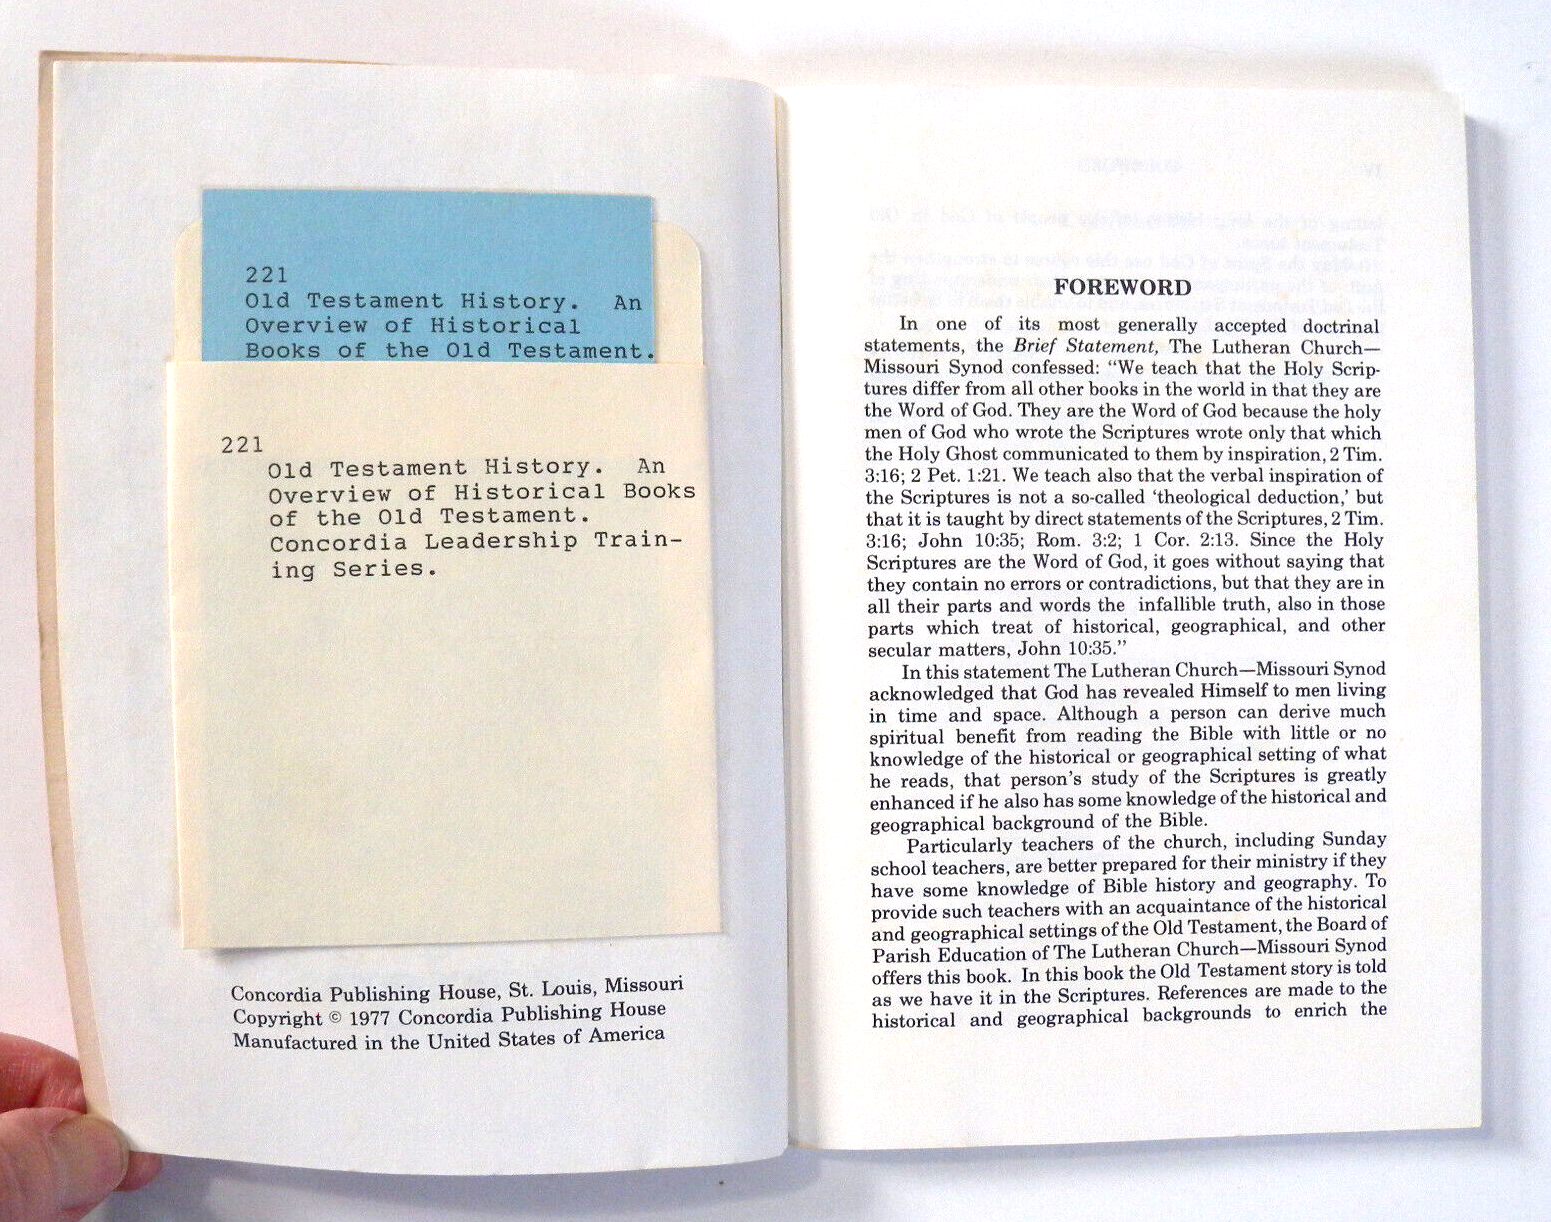 221
Old Testament History. An
Overview of Historical
Books of the Old Testament.
221
Old Testament History. An
Overview of Historical Books
of the Old Testament.
Concordia Leadership Train-
ing Series.
Concordia Publishing House, St. Louis, Missouri
Copyright © 1977 Concordia Publishing House
Manufactured in the United States of America
FOREWORD
In one of its most generally accepted doctrinal
statements, the Brief Statement, The Lutheran Church—
Missouri Synod confessed: “We teach that the Holy Scrip-
tures differ from all other books in the world in that they are
the Word of God. They are the Word of God because the holy
men of God who wrote the Scriptures wrote only that which
the Holy Ghost communicated to them by inspiration, 2 Tim.
3:16; 2 Pet. 1:21. We teach also that the verbal inspiration of
the Scriptures is not a so-called ‘theological deduction,’ but
that it is taught by direct statements of the Scriptures, 2 Tim.
3:16; John 10:35; Rom. 3:2; 1 Cor. 2:13. Since the Holy
Scriptures are the Word of God, it goes without saying that
they contain no errors or contradictions, but that they are in
all their parts and words the infallible truth, also in those
parts which treat of historical, geographical, and other
secular matters, John 10:35.”
In this statement The Lutheran Church—Missouri Synod
acknowledged that God has revealed Himself to men living
in time and space. Although a person can derive much
spiritual benefit from reading the Bible with little or no
knowledge of the historical or geographical setting of what
he reads, that person’s study of the Scriptures is greatly
enhanced if he also has some knowledge of the historical and
geographical background of the Bible.
Particularly teachers of the church, including Sunday
school teachers, are better prepared for their ministry if they
have some knowledge of Bible history and geography. To
provide such teachers with an acquaintance of the historical
and geographical settings of the Old Testament, the Board of
Parish Education of The Lutheran Church—Missouri Synod
offers this book. In this book the Old Testament story is told
as we have it in the Scriptures. References are made to the
historical and geographical backgrounds to enrich the